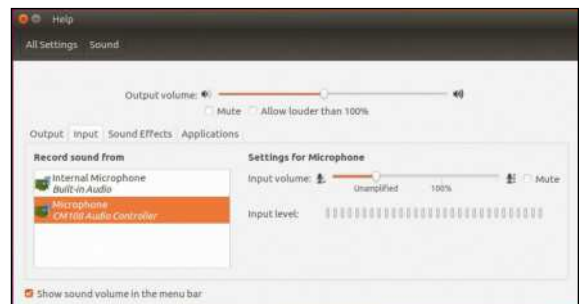 Help
All Settings Sound
Output volume:
Mute Allow louder than 100%
Output Input Sound Effects Applications
Record sound from
Settings for Microphone
Internal Microphone
Built-in Audio
Microphone
CM108 Audio Controller
Input volume: Mute
Unamplified 100%
Input level:
Show sound volume in the menu bar